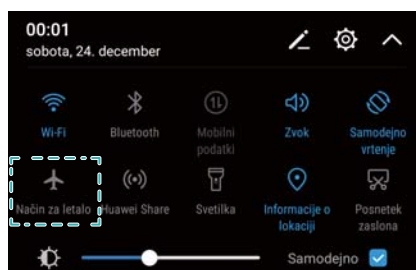 00:01
sobota, 24. december
Wi-Fi Bluetooth Mobilni podatki Zvok Samodejno vrtenje
Način za letalo Huawei Share Svetilka Informacije o lokaciji Posnetek zaslona
Samodejno